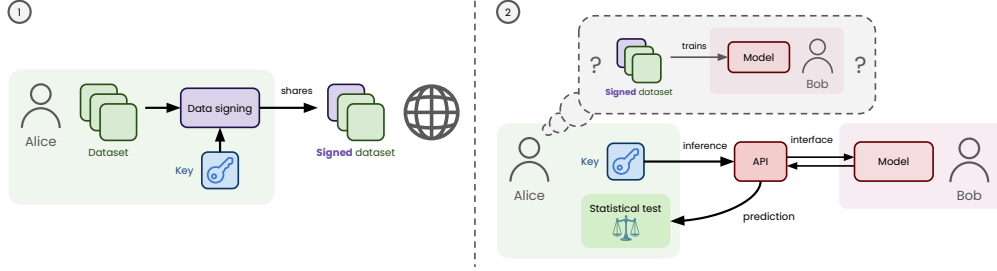 1
Alice
Dataset
Data signing
Key
shares
Signed dataset
2
?
Signed dataset
trains
Model
Bob
?
Alice
Key
inference
API
interface
Model
Bob
Statistical test
prediction